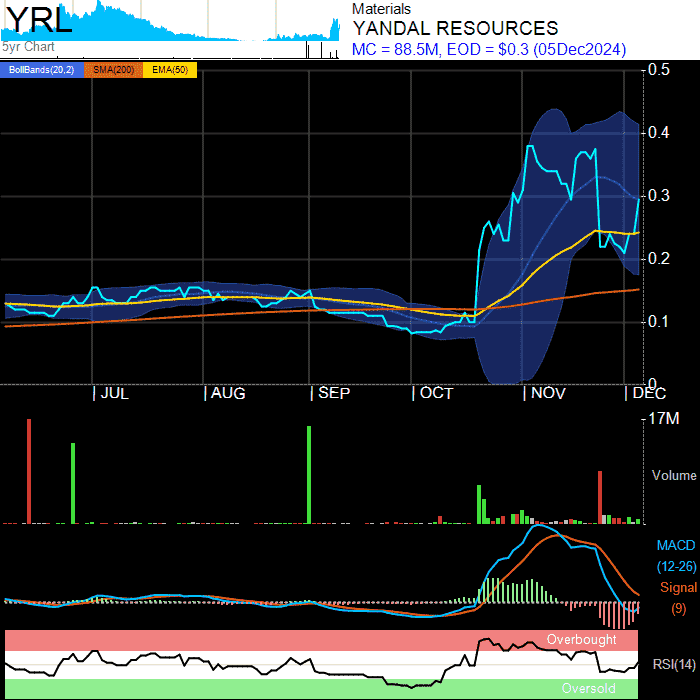 YRL
5yr Chart
Materials
YANDAL RESOURCES
MC = 88.5M, EOD = $0.3 (05Dec2024)
BollBands(20,2) SMA(200) EMA(50)
0.5
0.4
0.3
0.2
0.1
0
JUL AUG SEP OCT NOV DEC
17M
Volume
MACD
(12-26)
Signal
(9)
Overbought
RSI(14)
Oversold